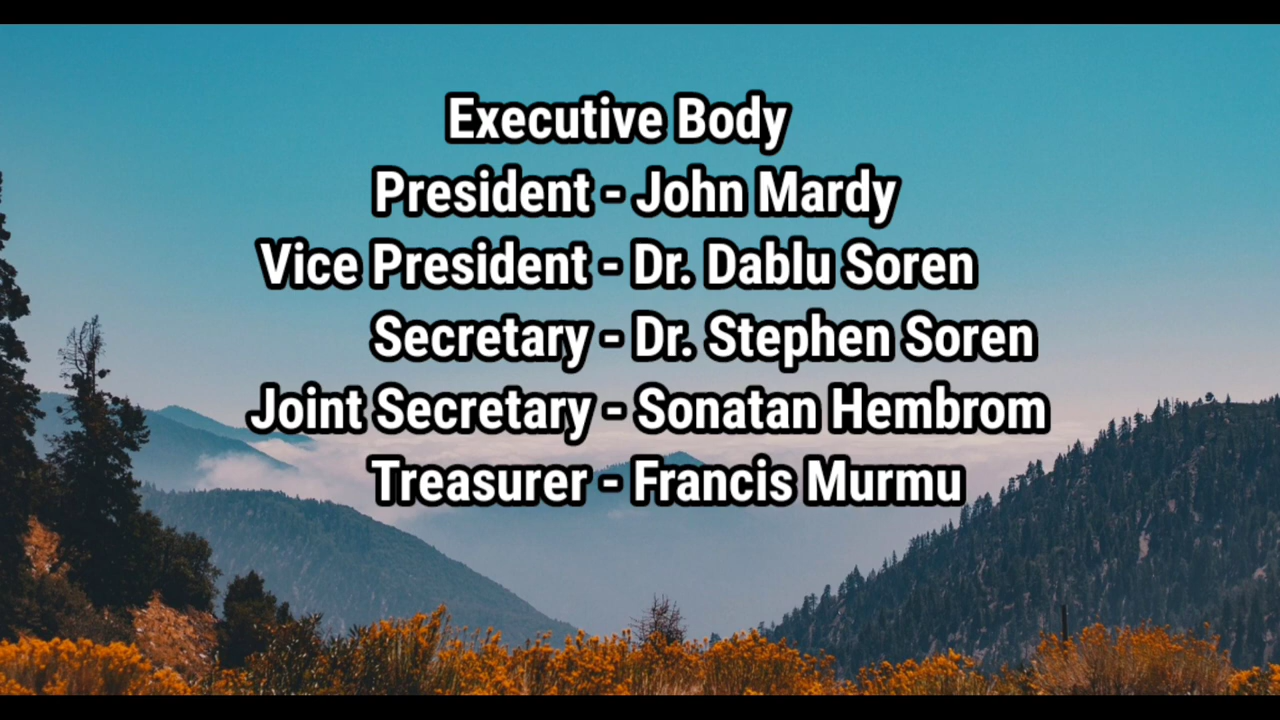 Executive Body
President - John Mardy
Vice President - Dr. Dablu Soren
Secretary - Dr. Stephen Soren
Joint Secretary - Sonatan Hembrom
Treasurer - Francis Murmu